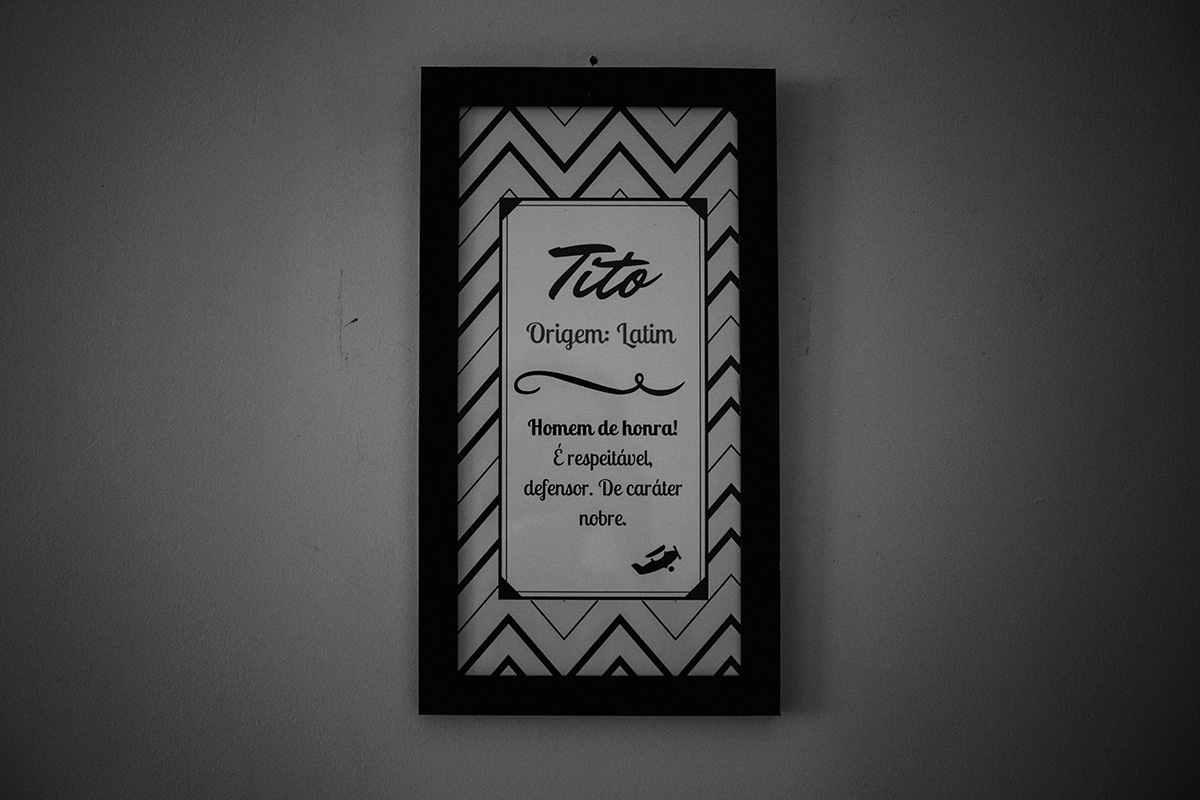 Tito
Origem: Latim
Homem de honra!
É respeitável,
defensor. De caráter
nobre.